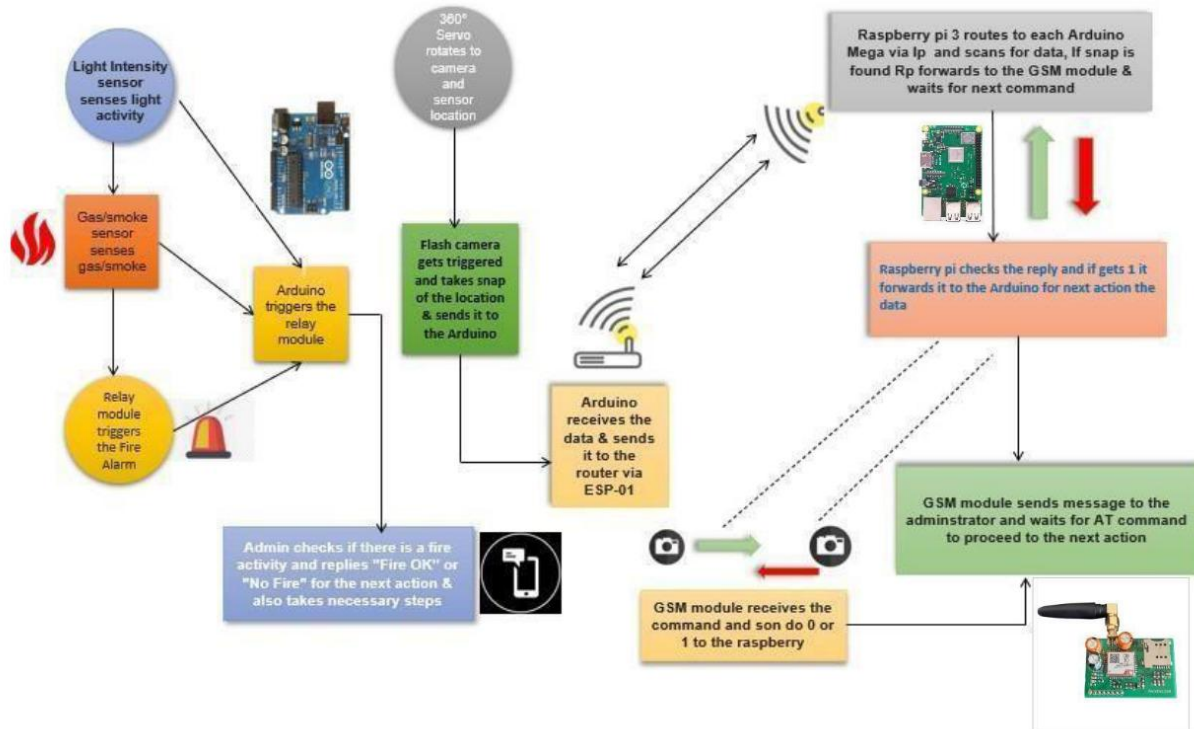 Light Intensity
sensor
senses light
activity
Gas/smoke
sensor
senses
gas/smoke
Relay
module
triggers
the Fire
Alarm
Arduino
triggers the
relay
module
360°
Servo
rotates to
camera
and
sensor
location
Flash camera
gets triggered
and takes snap
of the location
& sends it to
the Arduino
Arduino
receives the
data & sends
it to the
router via
ESP-01
Admin checks if there is a fire
activity and replies "Fire OK" or
"No Fire" for the next action &
also takes necessary steps
Raspberry pi 3 routes to each Arduino
Mega via Ip and scans for data, If snap is
found Rp forwards to the GSM module &
waits for next command
Raspberry pi checks the reply and if gets 1 it
forwards it to the Arduino for next action the
data
GSM module sends message to the
adminstrator and waits for AT command
to proceed to the next action
GSM module receives the
command and son do 0 or
1 to the raspberry